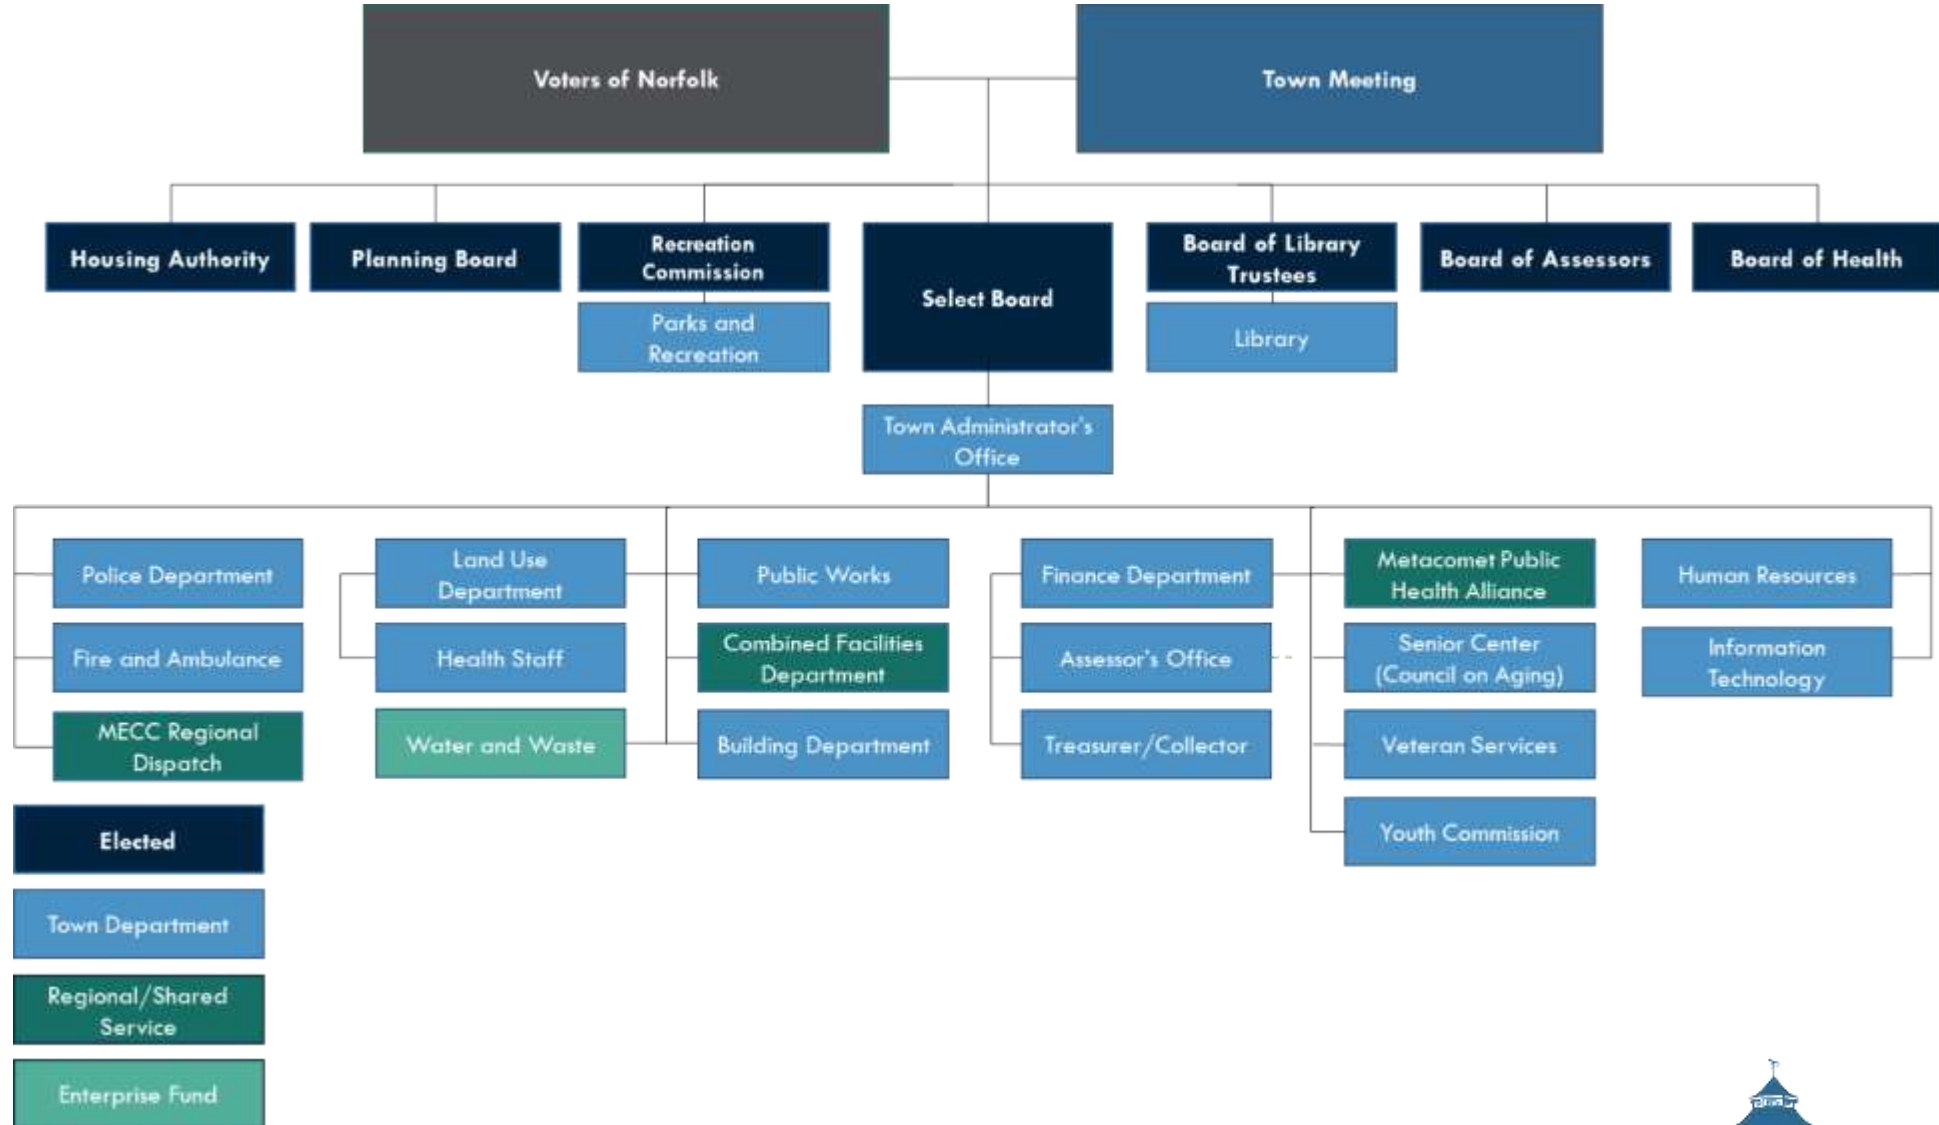 Voters of Norfolk
Town Meeting
Housing Authority
Planning Board
Recreation
Commission
Select Board
Board of Library
Trustees
Board of Assessors
Board of Health
Parks and
Recreation
Library
Town Administrator's
Office
Police Department
Land Use
Department
Public Works
Finance Department
Metacomet Public
Health Alliance
Human Resources
Fire and Ambulance
Health Staff
Combined Facilities
Department
Assessor's Office
Senior Center
(Council on Aging)
Information
Technology
MECC Regional
Dispatch
Water and Waste
Building Department
Treasurer/Collector
Veteran Services
Youth Commission
Elected
Town Department
Regional/Shared
Service
Enterprise Fund